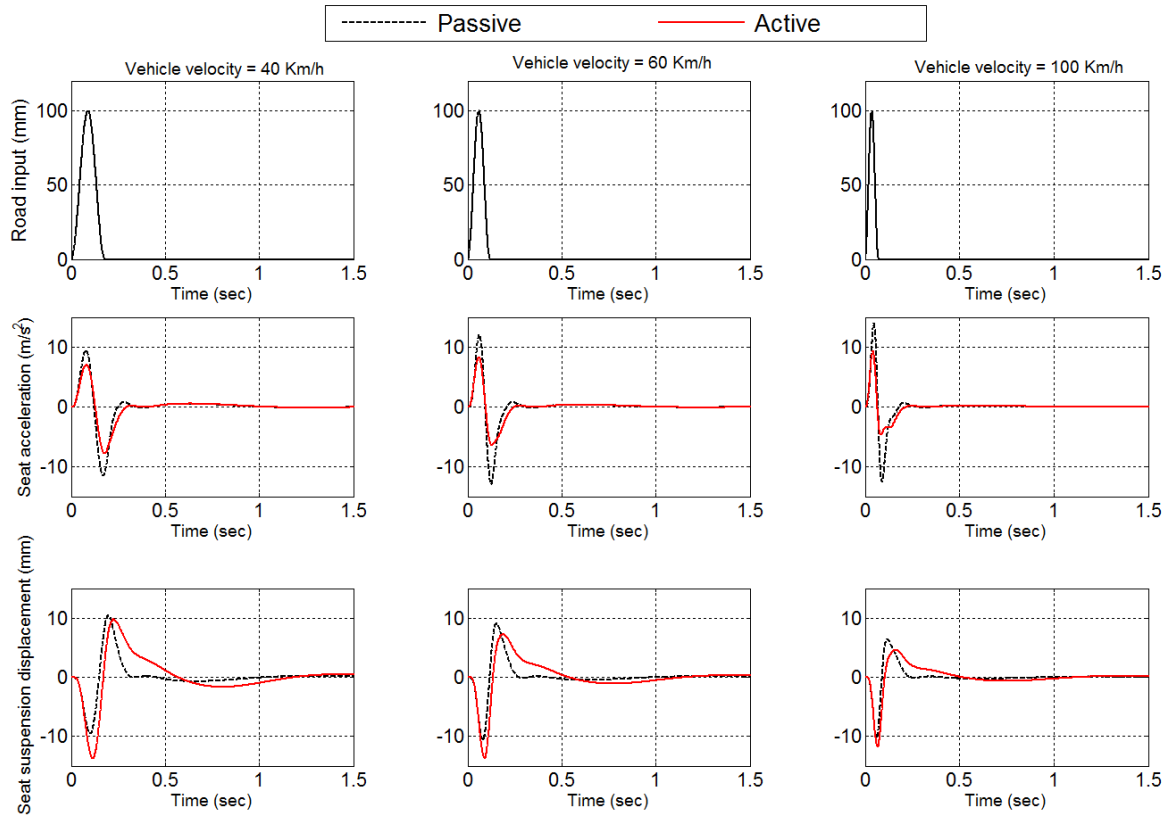 Passive Active
Vehicle velocity = 40 Km/h Vehicle velocity = 60 Km/h Vehicle velocity = 100 Km/h
Road input (mm)
100 100 100
50 50 50
0 0 0
0 0.5 1 1.5 0 0.5 1 1.5 0 0.5 1 1.5
Time (sec) Time (sec) Time (sec)
Seat acceleration (m/s²)
10 10 10
0 0 0
-10 -10 -10
0 0.5 1 1.5 0 0.5 1 1.5 0 0.5 1 1.5
Time (sec) Time (sec) Time (sec)
Seat suspension displacement (mm)
10 10 10
0 0 0
-10 -10 -10
0 0.5 1 1.5 0 0.5 1 1.5 0 0.5 1 1.5
Time (sec) Time (sec) Time (sec)